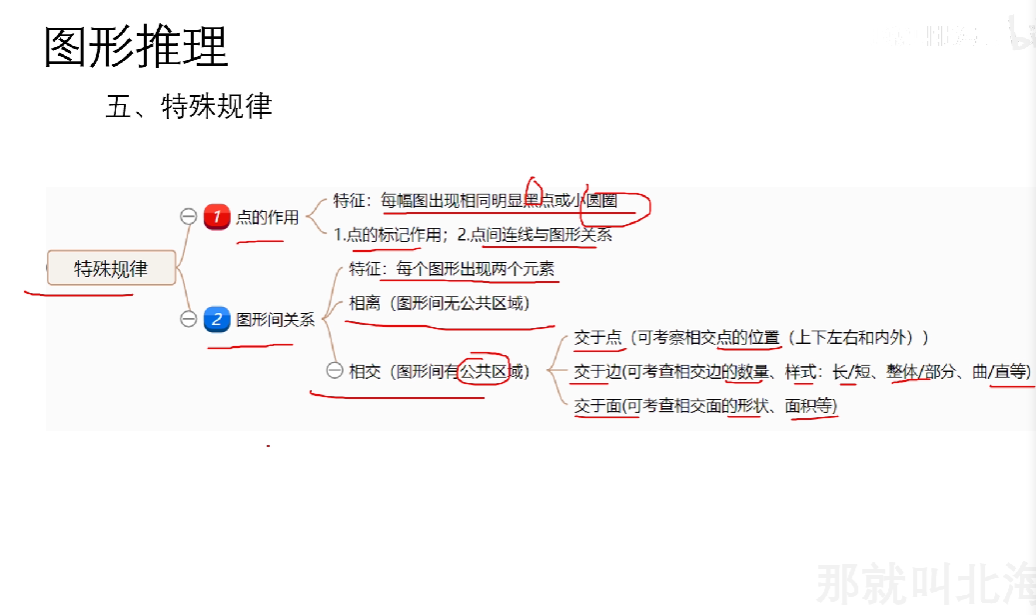 图形推理
五、特殊规律
特征：每幅图出现相同明显黑点或小圆圈
1 点的作用
1.点的标记作用；2.点间连线与图形关系
特殊规律
特征：每个图形出现两个元素
相离（图形间无公共区域）
2 图形间关系
交于点（可考察相交点的位置（上下左右和内外））
相交（图形间有公共区域）
交于边(可考查相交边的数量、样式：长/短、整体/部分、曲/直等)
交于面(可考查相交面的形状、面积等)
那就叫北海